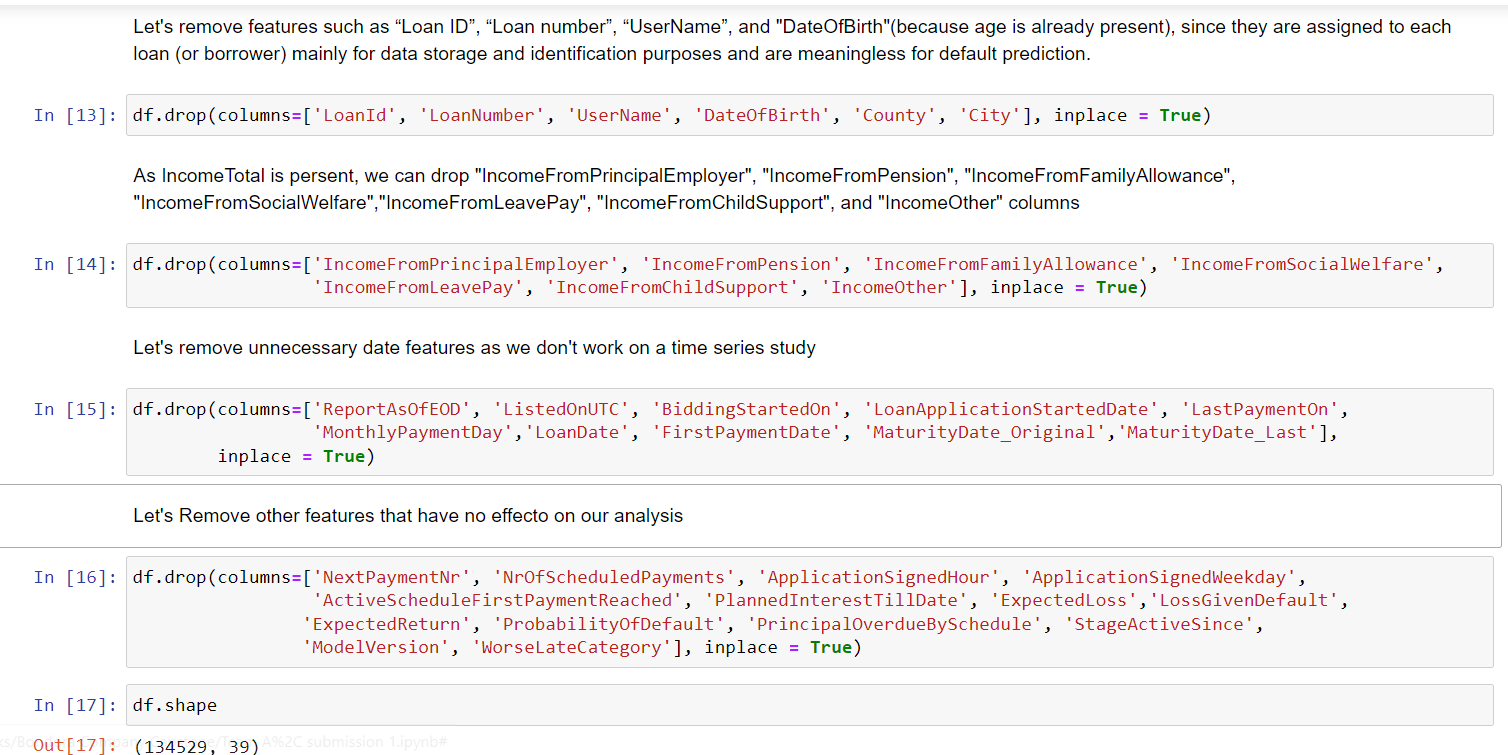 Let's remove features such as “Loan ID”, “Loan number”, “UserName”, and "DateOfBirth"(because age is already present), since they are assigned to each
loan (or borrower) mainly for data storage and identification purposes and are meaningless for default prediction.
In [13]: df.drop(columns=['LoanId', 'LoanNumber', 'UserName', 'DateOfBirth', 'County', 'City'], inplace = True)
As IncomeTotal is persent, we can drop "IncomeFromPrincipalEmployer", "IncomeFromPension", "IncomeFromFamilyAllowance",
"IncomeFromSocialWelfare","IncomeFromLeavePay", "IncomeFromChildSupport", and "IncomeOther" columns
In [14]: df.drop(columns=['IncomeFromPrincipalEmployer', 'IncomeFromPension', 'IncomeFromFamilyAllowance', 'IncomeFromSocialWelfare',
'IncomeFromLeavePay', 'IncomeFromChildSupport', 'IncomeOther'], inplace = True)
Let's remove unnecessary date features as we don't work on a time series study
In [15]: df.drop(columns=['ReportAsOfEOD', 'ListedOnUTC', 'BiddingStartedOn', 'LoanApplicationStartedDate', 'LastPaymentOn',
'MonthlyPaymentDay','LoanDate', 'FirstPaymentDate', 'MaturityDate_Original','MaturityDate_Last'],
inplace = True)
Let's Remove other features that have no effecto on our analysis
In [16]: df.drop(columns=['NextPaymentNr', 'NrOfScheduledPayments', 'ApplicationSignedHour', 'ApplicationSignedWeekday',
'ActiveScheduleFirstPaymentReached', 'PlannedInterestTillDate', 'ExpectedLoss','LossGivenDefault',
'ExpectedReturn', 'ProbabilityOfDefault', 'PrincipalOverdueBySchedule', 'StageActiveSince',
'ModelVersion', 'WorseLateCategory'], inplace = True)
In [17]: df.shape
Out[17]: (134529, 39)
A%2C submission 1.ipynb#